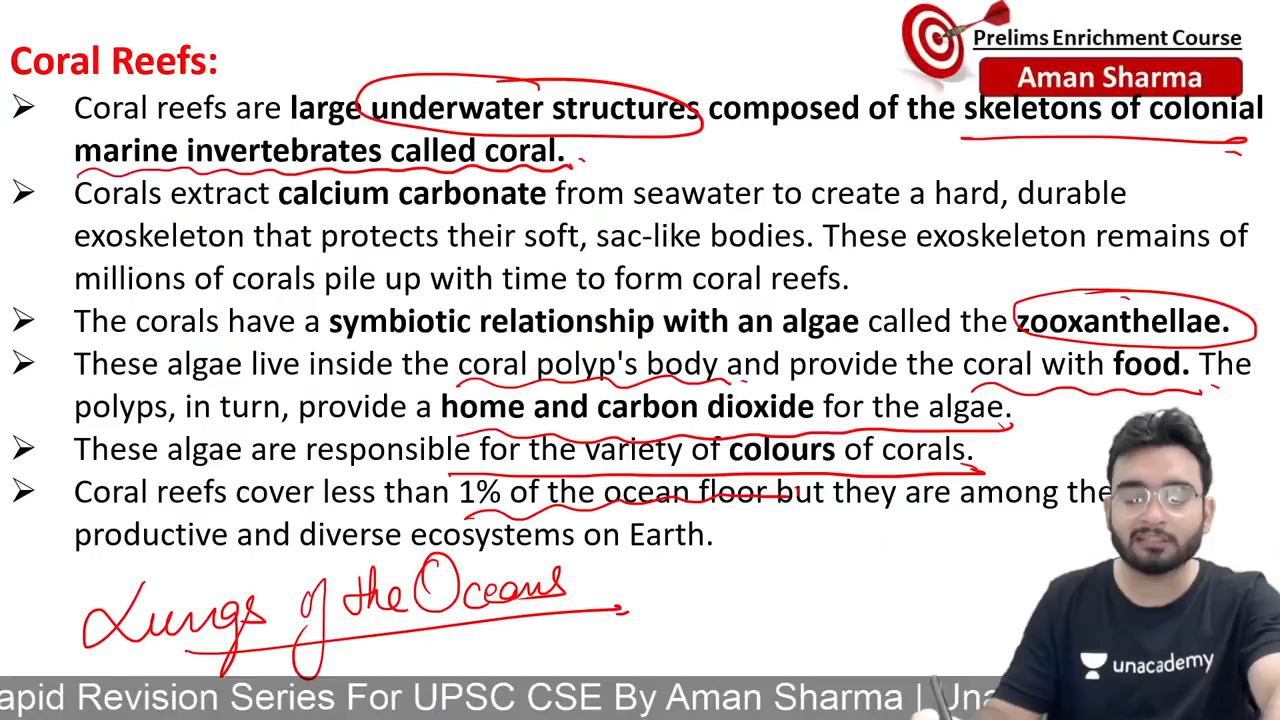 Prelims Enrichment Course
Aman Sharma
Coral Reefs:
➢ Coral reefs are large underwater structures composed of the skeletons of colonial
marine invertebrates called coral.
➢ Corals extract calcium carbonate from seawater to create a hard, durable
exoskeleton that protects their soft, sac-like bodies. These exoskeleton remains of
millions of corals pile up with time to form coral reefs.
➢ The corals have a symbiotic relationship with an algae called the zooxanthellae.
➢ These algae live inside the coral polyp's body and provide the coral with food. The
polyps, in turn, provide a home and carbon dioxide for the algae.
➢ These algae are responsible for the variety of colours of corals.
➢ Coral reefs cover less than 1% of the ocean floor but they are among the
productive and diverse ecosystems on Earth.
Lungs of the Oceans
unacademy
apid Revision Series For UPSC CSE By Aman Sharma | Una